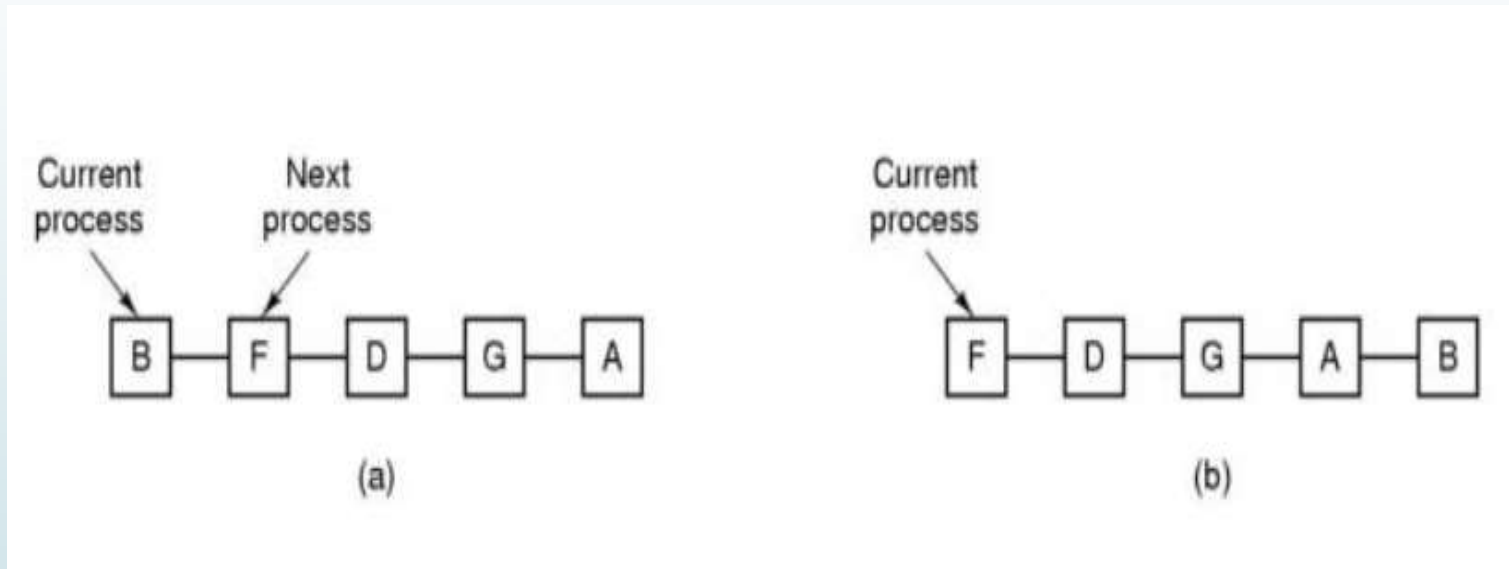 Current
process
Next
process
B F D G A
(a)
Current
process
F D G A B
(b)